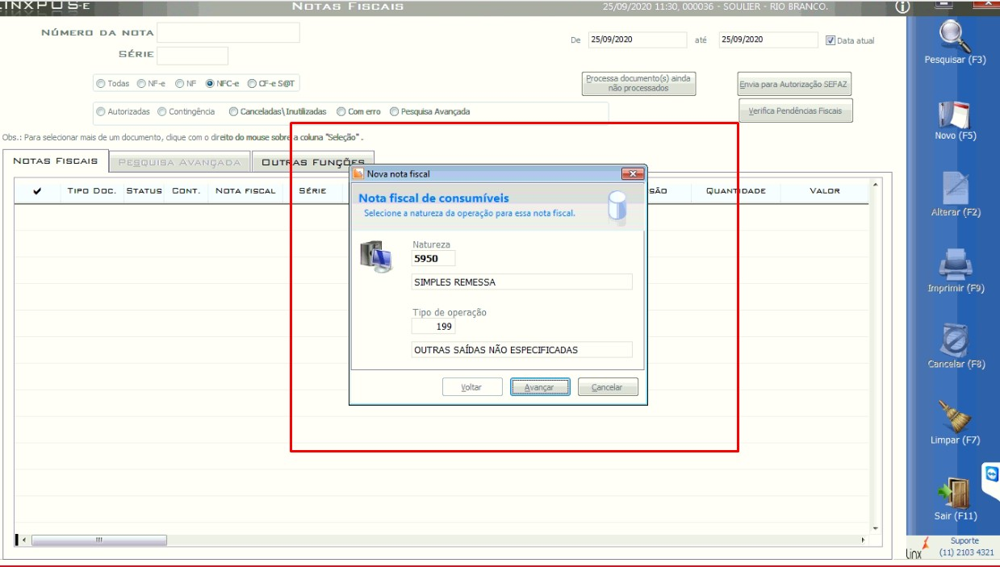 LINXPOS-E
NOTAS FISCAIS
25/09/2020 11:30, 000036 - SOULIER - RIO BRANCO.
NÚMERO DA NOTA
SÉRIE
De 25/09/2020 até 25/09/2020 Data atual
Todas NF-e NF NFC-e CF-e S@T
Processa documento(s) ainda
não processados
Envia para Autorização SEFAZ
Autorizadas Contingência Canceladas\Inutilizadas Com erro Pesquisa Avançada
Verifica Pendências Fiscais
Obs.: Para selecionar mais de um documento, clique com o direito do mouse sobre a coluna "Seleção" .
NOTAS FISCAIS PESQUISA AVANÇADA OUTRAS FUNÇÕES
TIPO DOC. STATUS CONT. NOTA FISCAL SÉRIE SÃO QUANTIDADE VALOR
Nova nota fiscal
Nota fiscal de consumíveis
Selecione a natureza da operação para essa nota fiscal.
Natureza
5950
SIMPLES REMESSA
Tipo de operação
199
OUTRAS SAÍDAS NÃO ESPECIFICADAS
Voltar Avançar Cancelar
Pesquisar (F3)
Novo (F5)
Alterar (F2)
Imprimir (F9)
Cancelar (F8)
Limpar (F7)
Sair (F11)
Linx
Suporte
(11) 2103 4321